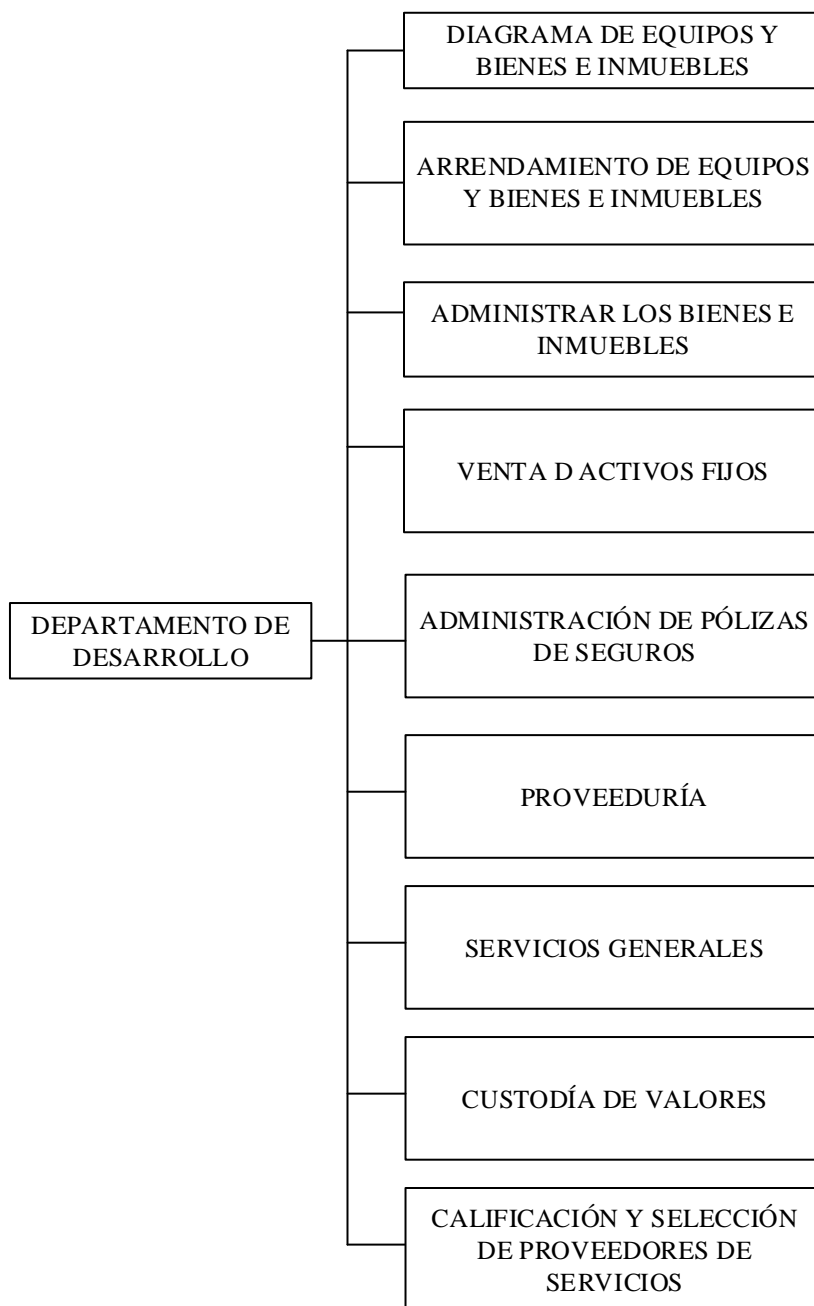 DIAGRAMA DE EQUIPOS Y
BIENES E INMUEBLES
ARRENDAMIENTO DE EQUIPOS
Y BIENES E INMUEBLES
ADMINISTRAR LOS BIENES E
INMUEBLES
VENTA D ACTIVOS FIJOS
DEPARTAMENTO DE
DESARROLLO
ADMINISTRACIÓN DE PÓLIZAS
DE SEGUROS
PROVEEDURÍA
SERVICIOS GENERALES
CUSTODÍA DE VALORES
CALIFICACIÓN Y SELECCIÓN
DE PROVEEDORES DE
SERVICIOS